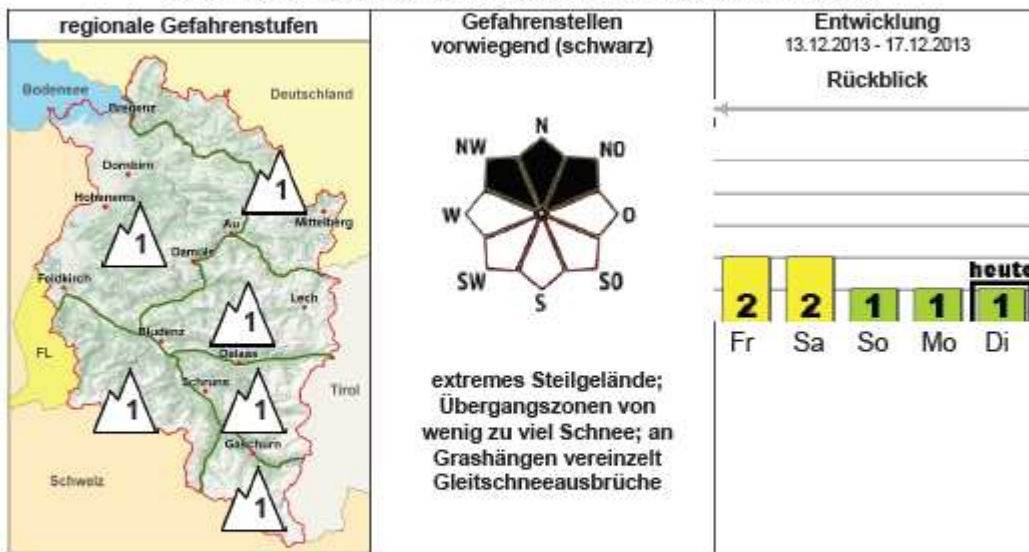 regionale Gefahrenstufen
Bodensee
Deutschland
Bregenz
Dornbirn
1
Hohenems
Mittelberg
1
Au
Damüls
Feldkirch
Lech
1
Bludenz
FL
Dalaas
Schruns
Tirol
1
1
Gaschurn
Schweiz
1
Gefahrenstellen
vorwiegend (schwarz)
N
NW
NO
W
O
SW
SO
S
extremes Steilgelände;
Übergangszonen von
wenig zu viel Schnee; an
Grashängen vereinzelt
Gleitschneeausbrüche
Entwicklung
13.12.2013 - 17.12.2013
Rückblick
heute
2 2 1 1 1
Fr Sa So Mo Di